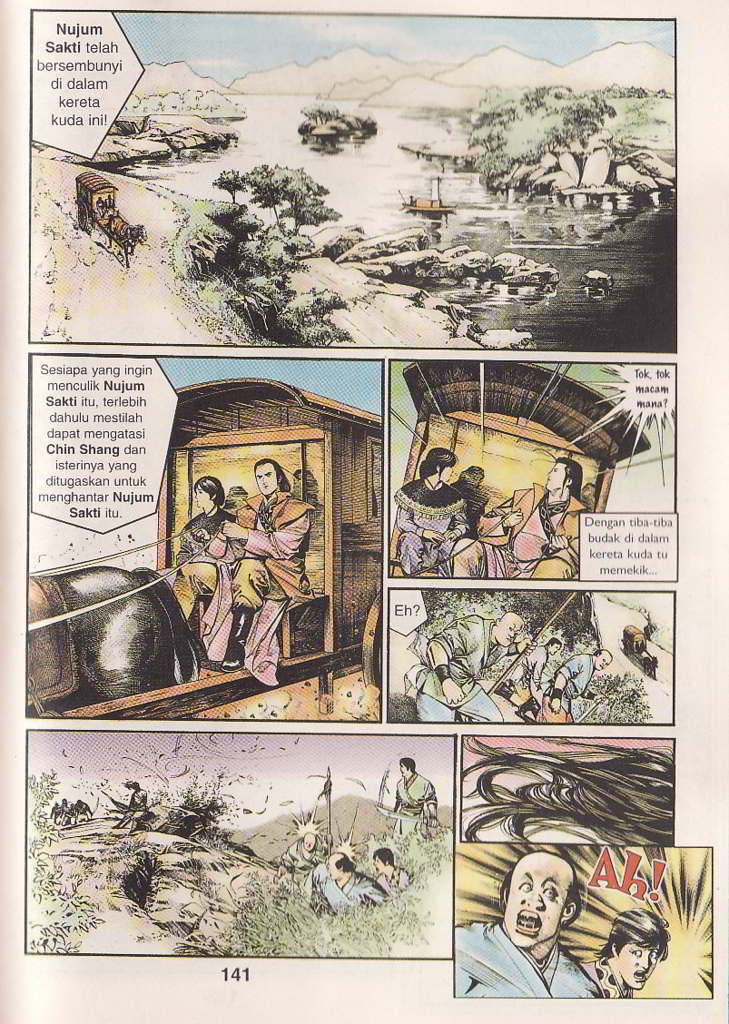 Nujum
Sakti telah
bersembunyi
di dalam
kereta
kuda ini!
Sesiapa yang ingin
menculik Nujum
Sakti itu, terlebih
dahulu mestilah
dapat mengatasi
Chin Shang dan
isterinya yang
ditugaskan untuk
menghantar Nujum
Sakti itu.
Tok, tok
macam
mana?
Dengan tiba-tiba
budak di dalam
kereta kuda tu
memekik...
Eh?
Ah!
141